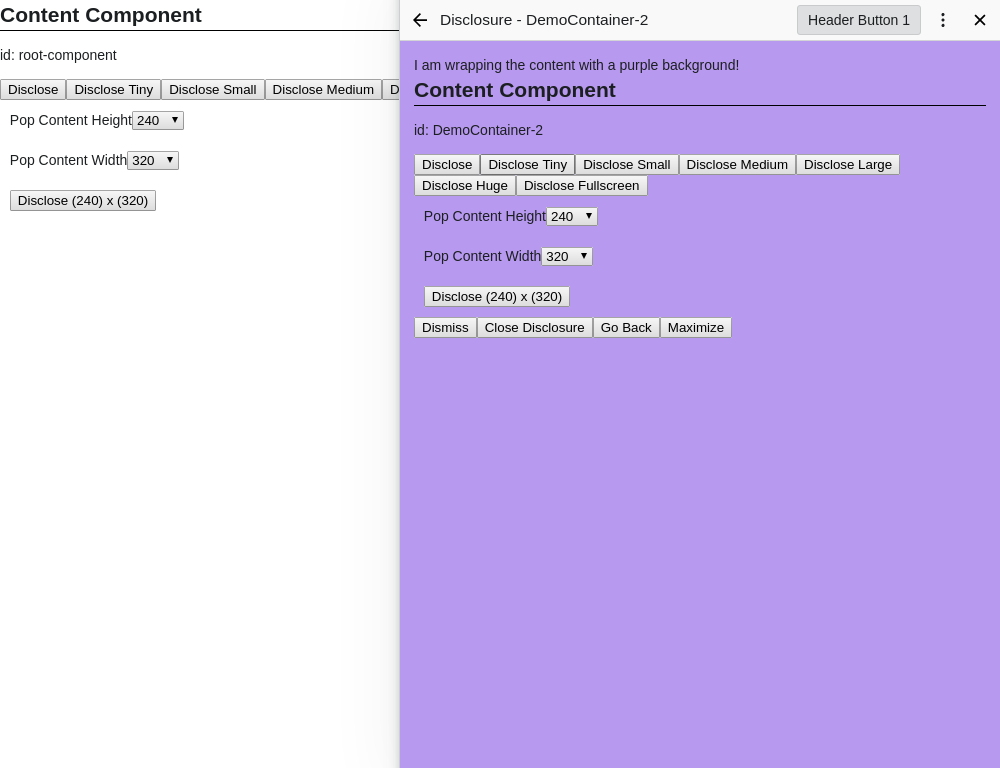 Content Component
id: root-component
Disclose Disclose Tiny Disclose Small Disclose Medium D
Pop Content Height 240
Pop Content Width 320
Disclose (240) x (320)
Disclosure - DemoContainer-2 Header Button 1
I am wrapping the content with a purple background!
Content Component
id: DemoContainer-2
Disclose Disclose Tiny Disclose Small Disclose Medium Disclose Large
Disclose Huge Disclose Fullscreen
Pop Content Height 240
Pop Content Width 320
Disclose (240) x (320)
Dismiss Close Disclosure Go Back Maximize